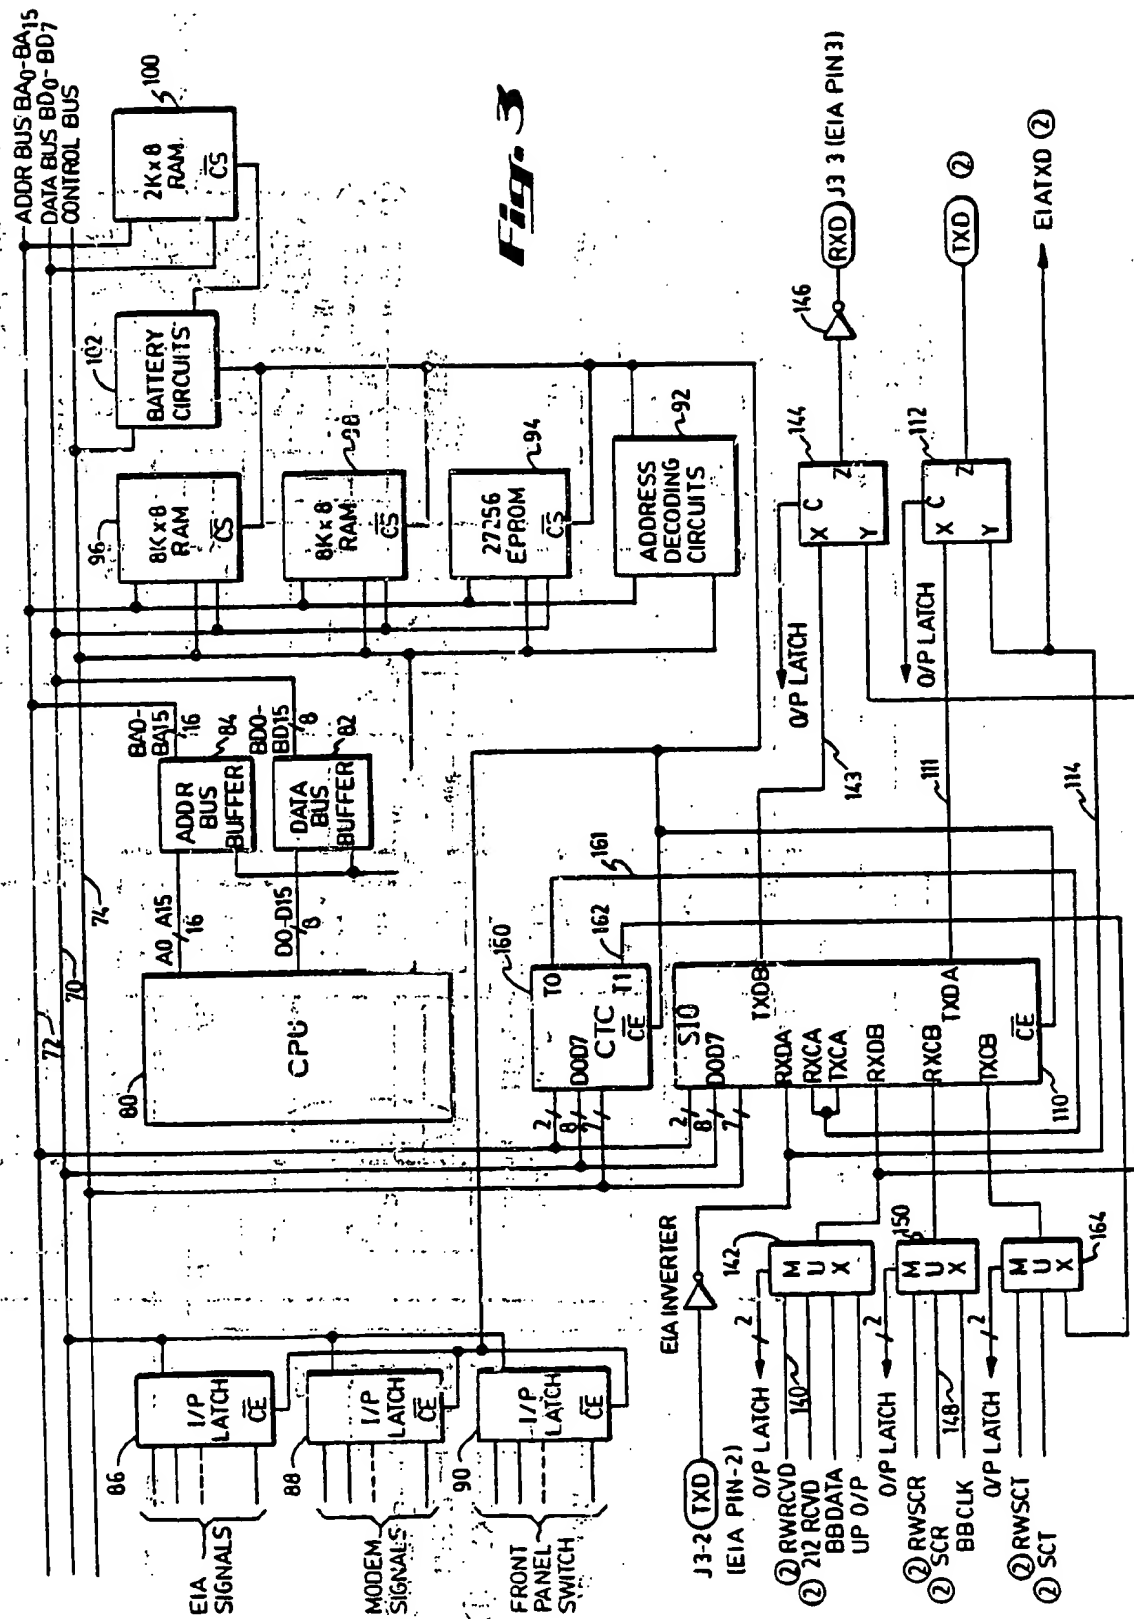 ADDR BUS BA0-BA15
DATA BUS BD0-BD7
CONTROL BUS
100
2K x 8
RAM
CS
102
BATTERY
CIRCUITS
Fig-3
96
8K x 8
RAM
CS
98
8K x 8
RAM
CS
94
27256
EPROM
CS
92
ADDRESS
DECODING
CIRCUITS
BA0-
BA15
16
84
ADDR
BUS
BUFFER
BD0-
BD15
8
82
DATA
BUS
BUFFER
A0 A15
16
D0-D15
8
74
70
72
80
CPU
160
T0
T1
CTC
D0D7
CE
2
8
7
161
162
SIO
D0D7
2
8
7
TXDB
RXDA
RXCA
TXCA
RXDB
RXCB
TXDA
TXCB
CE
110
146
RXD
J3 3 (EIA PIN 3)
144
C
X
Y
Z
O/P LATCH
143
112
C
X
Y
Z
TXD
2
O/P LATCH
111
EIATXD 2
114
86
I/P
LATCH
CE
EIA
SIGNALS
88
I/P
LATCH
CE
MODEM
SIGNALS
90
I/P
LATCH
CE
FRONT
PANEL
SWITCH
EIA INVERTER
J3-2 TXD
(EIA PIN-2)
142
MUX
O/P LATCH
2
2 RWRCVD
140
2 212 RCVD
BBDATA
UP O/P
150
MUX
O/P LATCH
2
2 RWSCR
2 SCR
148
BBCLK
164
MUX
O/P LATCH
2
2 RWSCT
2 SCT